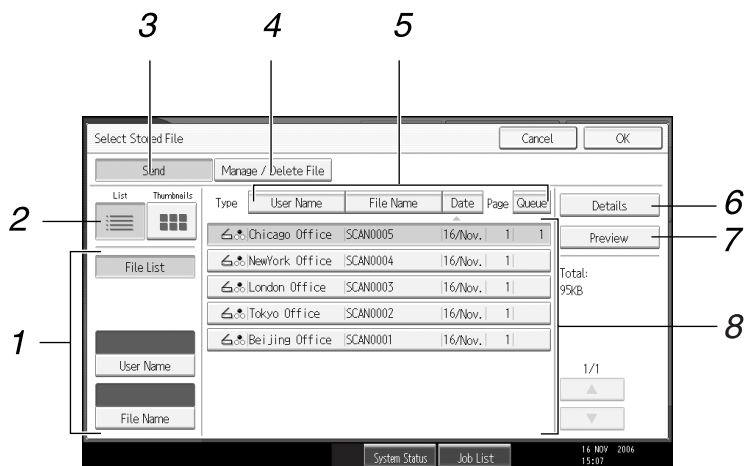 3 4 5
Select Stored File Cancel OK
Send Manage / Delete File
List Thumbnails Type User Name File Name Date Page Queue Details 6
2
Chicago Office SCAN0005 16/Nov. 1 1 Preview 7
File List NewYork Office SCAN0004 16/Nov. 1
Total:
London Office SCAN0003 16/Nov. 1 95KB
Tokyo Office SCAN0002 16/Nov. 1
1 Beijing Office SCAN0001 16/Nov. 1 8
User Name 1/1
File Name
System Status Job List 16 NOV 2006
15:07